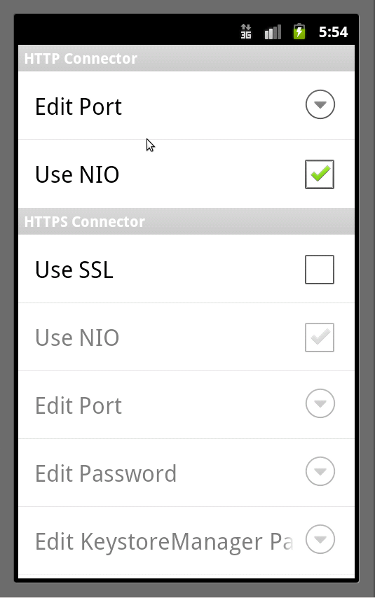 3G 5:54
HTTP Connector
Edit Port
Use NIO
HTTPS Connector
Use SSL
Use NIO
Edit Port
Edit Password
Edit KeystoreManager Pa